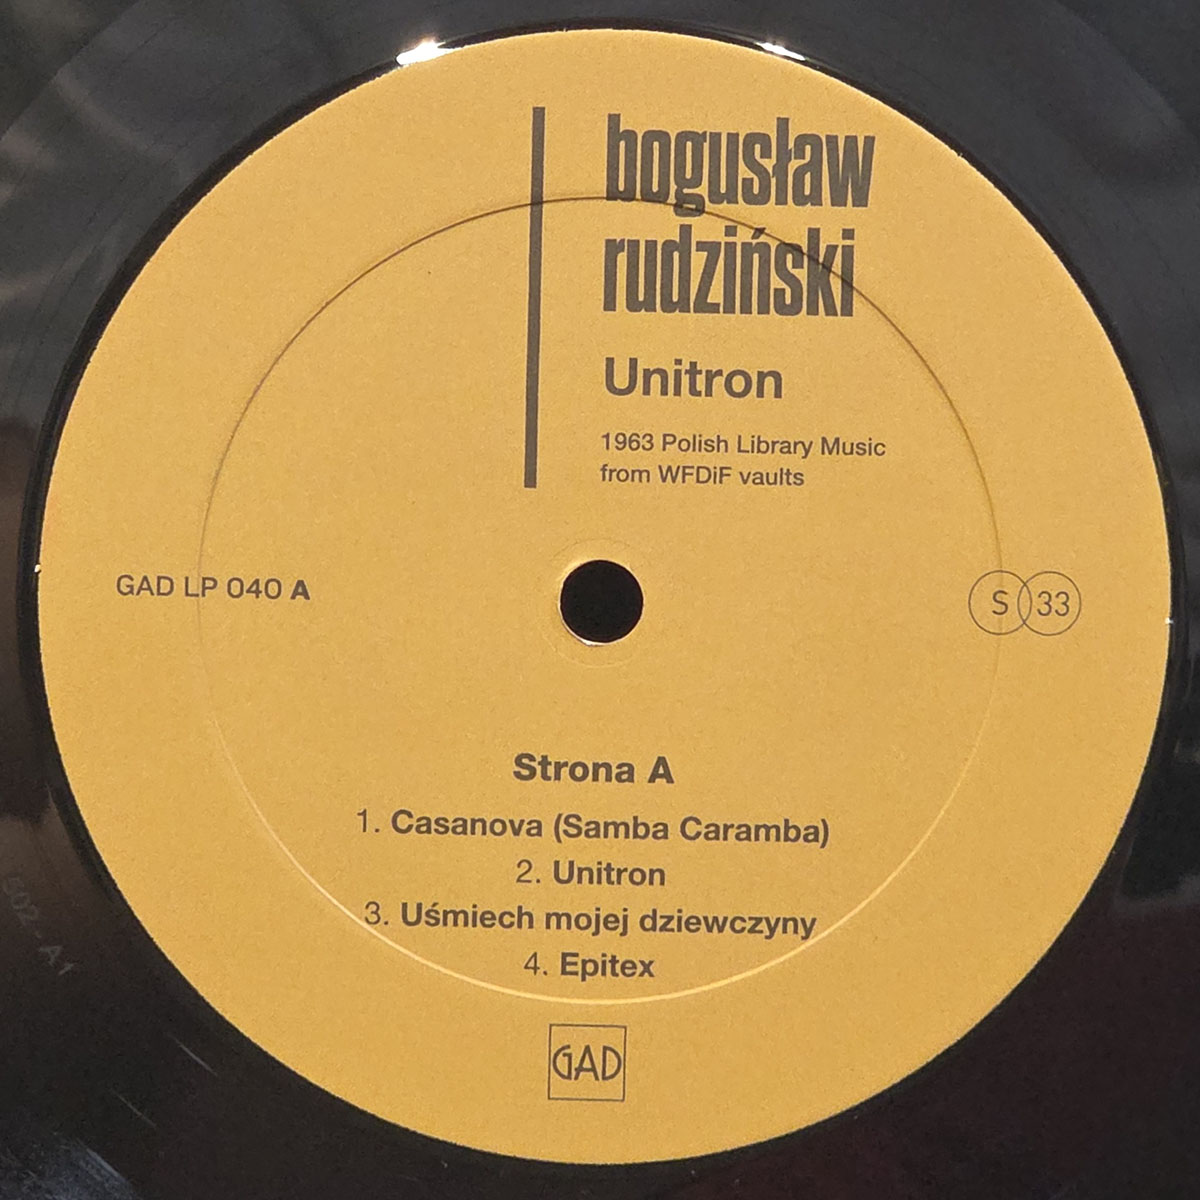 bogusław
rudziński
Unitron
1963 Polish Library Music
from WFDiF vaults
GAD LP 040 A
S 33
Strona A
1. Casanova (Samba Caramba)
2. Unitron
3. Uśmiech mojej dziewczyny
4. Epitex
GAD